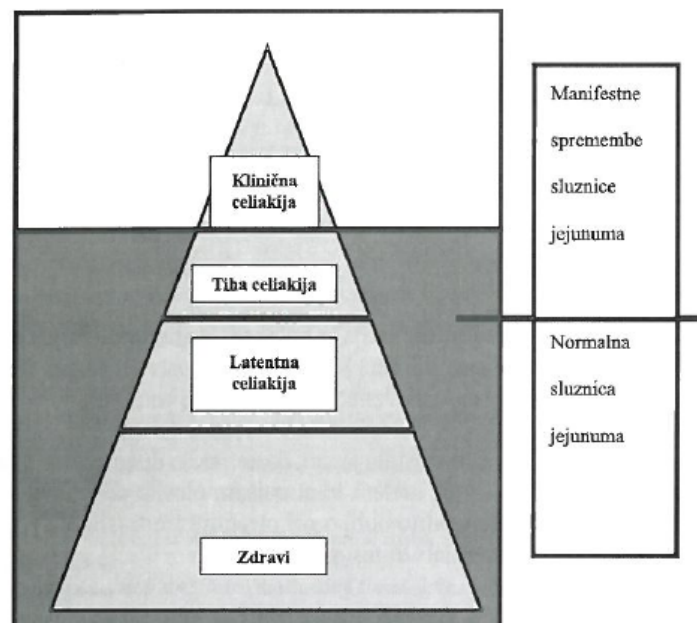 Klinična
celiakija
Tiha celiakija
Latentna
celiakija
Zdravi
Manifestne
spremembe
sluznice
jejunuma
Normalna
sluznica
jejunuma